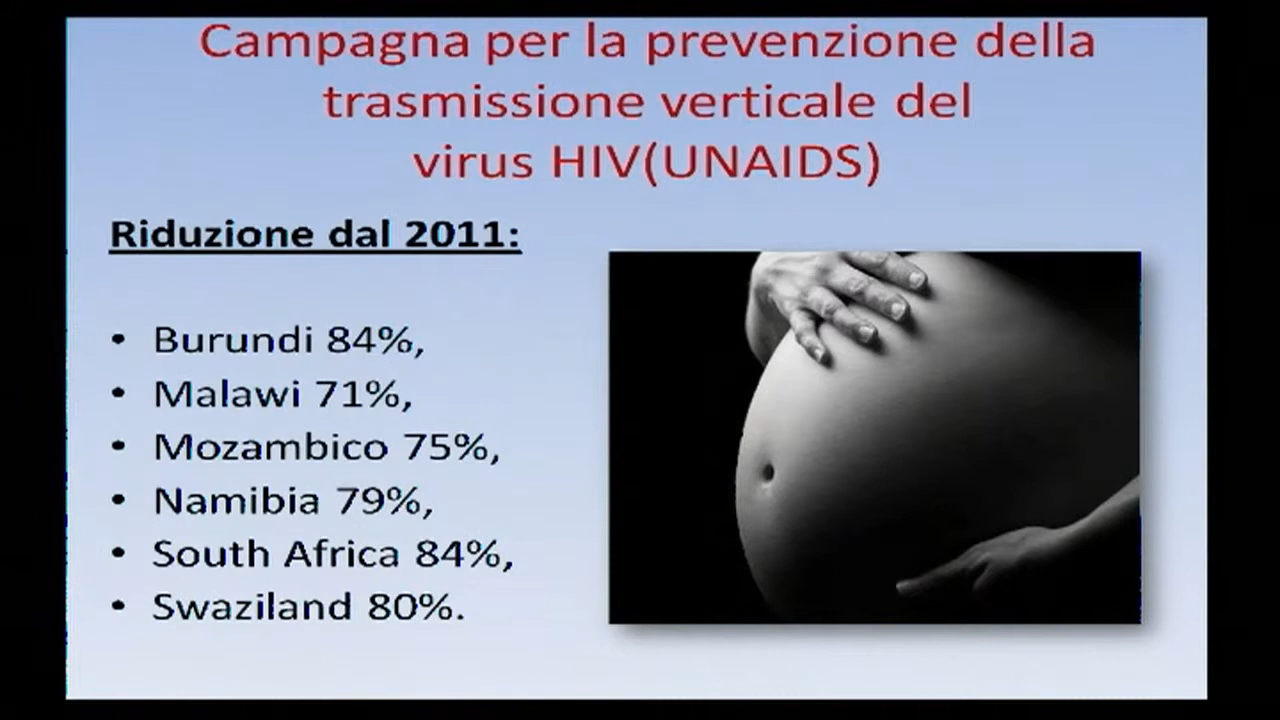 Campagna per la prevenzione della
trasmissione verticale del
virus HIV(UNAIDS)
Riduzione dal 2011:
• Burundi 84%,
• Malawi 71%,
• Mozambico 75%,
• Namibia 79%,
• South Africa 84%,
• Swaziland 80%.